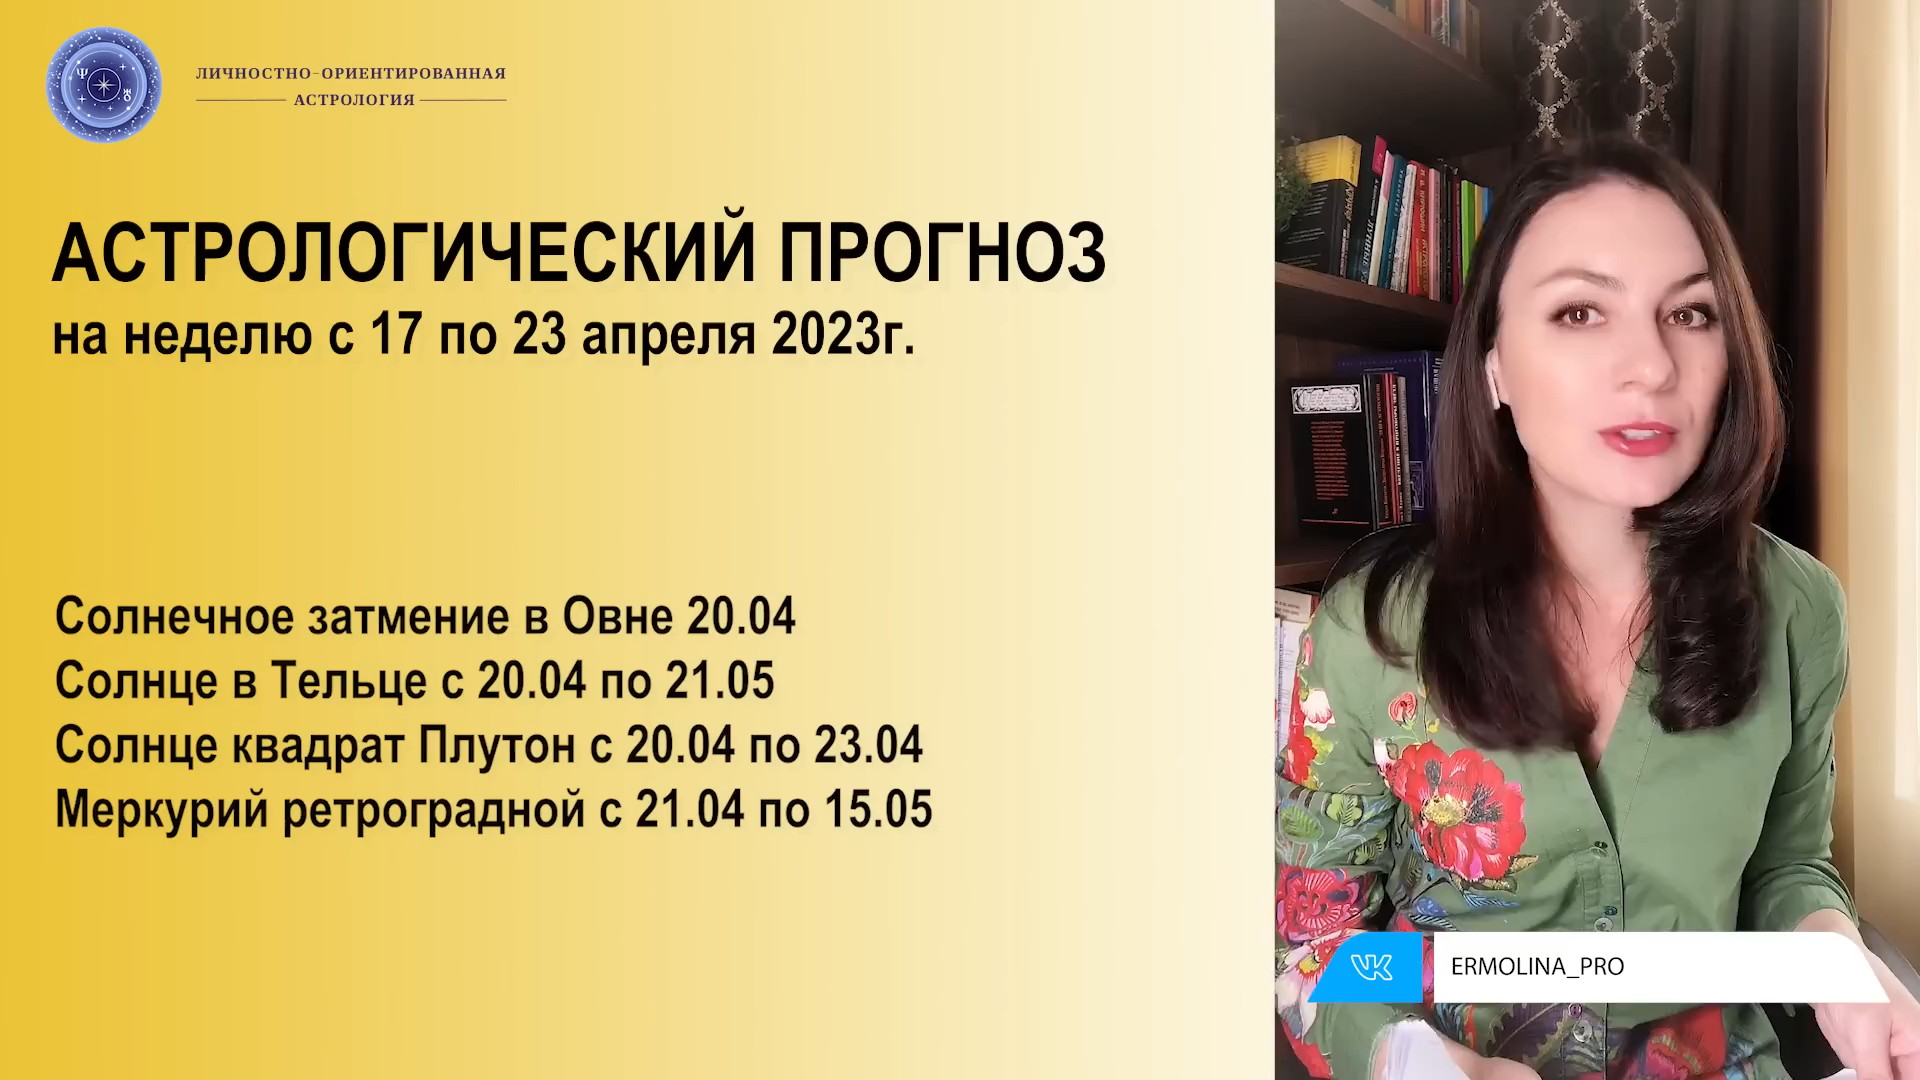 ЛИЧНОСТНО-ОРИЕНТИРОВАННАЯ
АСТРОЛОГИЯ
АСТРОЛОГИЧЕСКИЙ ПРОГНОЗ
на неделю с 17 по 23 апреля 2023г.
Солнечное затмение в Овне 20.04
Солнце в Тельце с 20.04 по 21.05
Солнце квадрат Плутон с 20.04 по 23.04
Меркурий ретроградной с 21.04 по 15.05
ERMOLINA_PRO